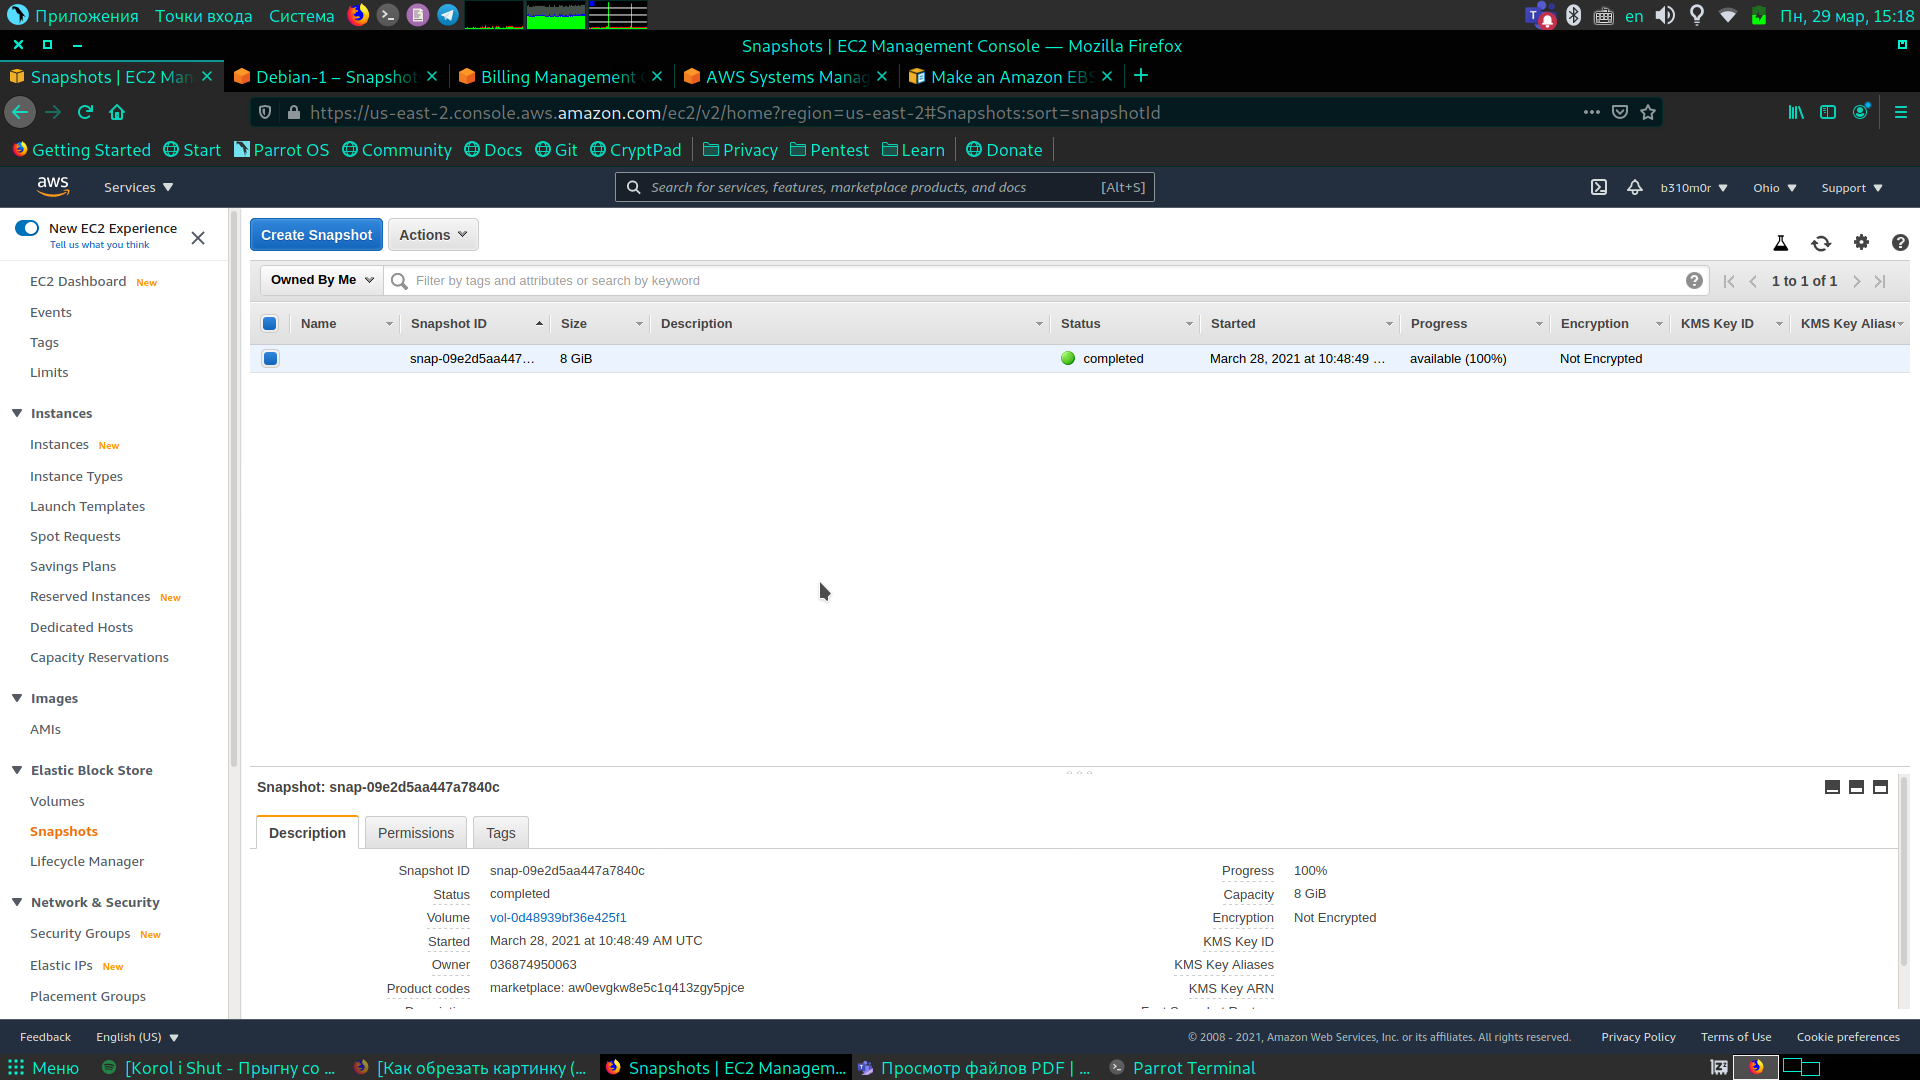 Приложения Точки входа Система en Пн, 29 мар, 15:18
Snapshots | EC2 Management Console — Mozilla Firefox
Snapshots | EC2 Man Debian-1 – Snapshot Billing Management AWS Systems Manag Make an Amazon EBS
https://us-east-2.console.aws.amazon.com/ec2/v2/home?region=us-east-2#Snapshots:sort=snapshotId
Getting Started Start Parrot OS Community Docs Git CryptPad Privacy Pentest Learn Donate
aws Services Search for services, features, marketplace products, and docs [Alt+S] b310m0r Ohio Support
New EC2 Experience
Tell us what you think
EC2 Dashboard New
Events
Tags
Limits
Instances
Instances New
Instance Types
Launch Templates
Spot Requests
Savings Plans
Reserved Instances New
Dedicated Hosts
Capacity Reservations
Images
AMIs
Elastic Block Store
Volumes
Snapshots
Lifecycle Manager
Network & Security
Security Groups New
Elastic IPs New
Placement Groups
Create Snapshot Actions
Owned By Me Filter by tags and attributes or search by keyword 1 to 1 of 1
Name Snapshot ID Size Description Status Started Progress Encryption KMS Key ID KMS Key Alias
snap-09e2d5aa447... 8 GiB completed March 28, 2021 at 10:48:49 ... available (100%) Not Encrypted
Snapshot: snap-09e2d5aa447a7840c
Description Permissions Tags
Snapshot ID snap-09e2d5aa447a7840c
Status completed
Volume vol-0d48939bf36e425f1
Started March 28, 2021 at 10:48:49 AM UTC
Owner 036874950063
Product codes marketplace: aw0evgkw8e5c1q413zgy5pjce
Progress 100%
Capacity 8 GiB
Encryption Not Encrypted
KMS Key ID
KMS Key Aliases
KMS Key ARN
Feedback English (US) © 2008 - 2021, Amazon Web Services, Inc. or its affiliates. All rights reserved. Privacy Policy Terms of Use Cookie preferences
Меню [Korol i Shut - Прыгну со ... [Как обрезать картинку (... Snapshots | EC2 Managem... Просмотр файлов PDF | ... Parrot Terminal